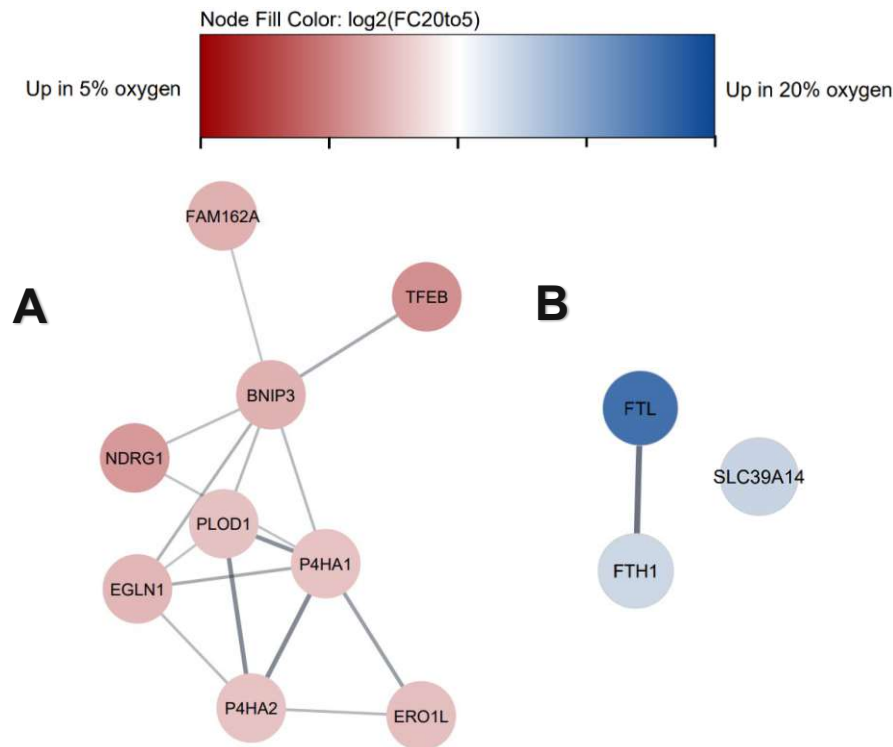 Node Fill Color: log2(FC20to5)
Up in 5% oxygen
Up in 20% oxygen
A
FAM162A
TFEB
BNIP3
NDRG1
PLOD1
P4HA1
EGLN1
P4HA2
ERO1L
B
FTL
SLC39A14
FTH1